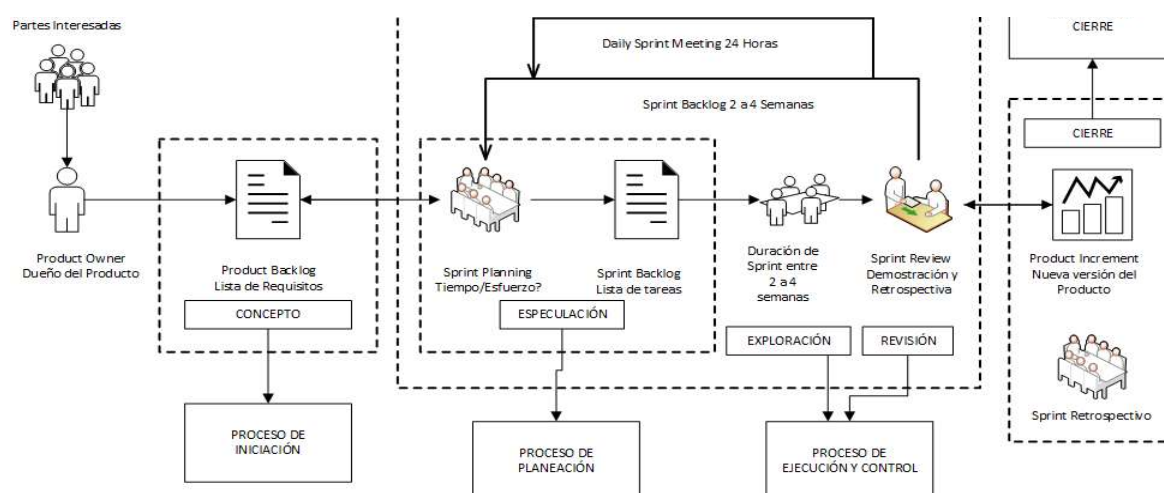 Partes Interesadas
Daily Sprint Meeting 24 Horas
CIERRE
Sprint Backlog 2 a 4 Semanas
CIERRE
Product Owner
Dueño del Producto
Product Backlog
Lista de Requisitos
CONCEPTO
Sprint Planning
Tiempo/Esfuerzo?
Sprint Backlog
Lista de tareas
ESPECULACIÓN
Duración de
Sprint entre
2 a 4
semanas
Sprint Review
Demostración y
Retrospectiva
Product Increment
Nueva versión del
Producto
EXPLORACIÓN
REVISIÓN
Sprint Retrospectivo
PROCESO DE
INICIACIÓN
PROCESO DE
PLANEACIÓN
PROCESO DE
EJECUCIÓN Y CONTROL